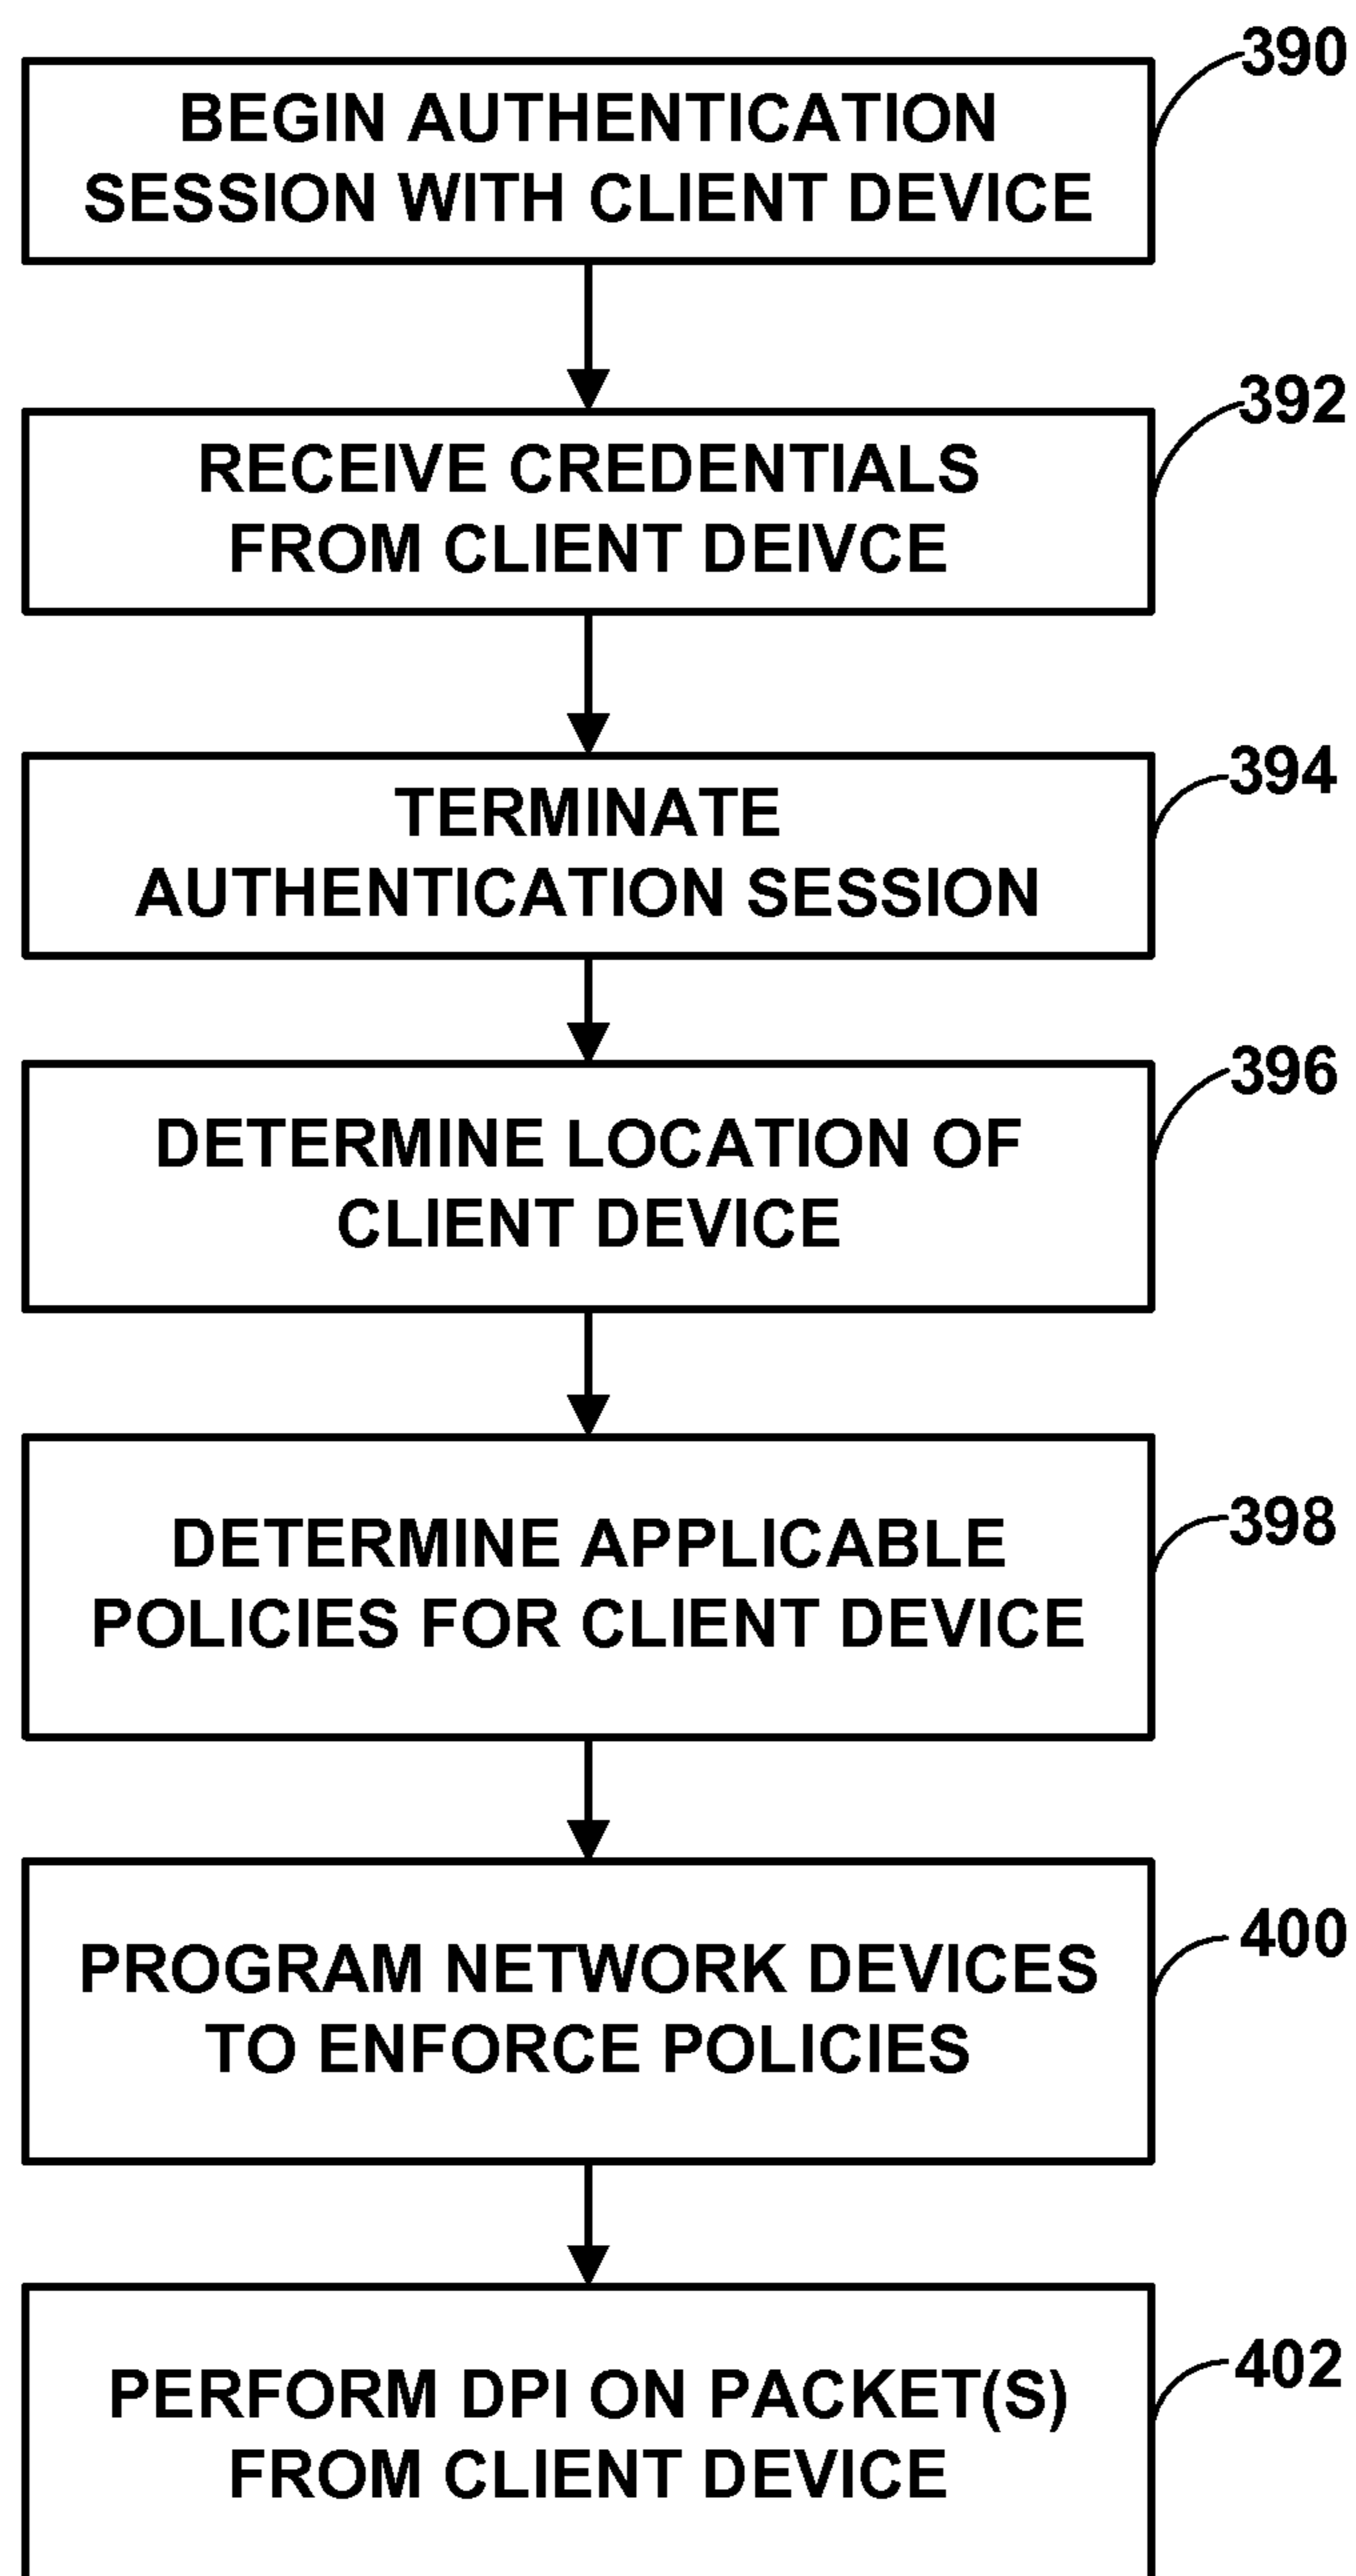 390
BEGIN AUTHENTICATION
SESSION WITH CLIENT DEVICE
392
RECEIVE CREDENTIALS
FROM CLIENT DEIVCE
394
TERMINATE
AUTHENTICATION SESSION
396
DETERMINE LOCATION OF
CLIENT DEVICE
398
DETERMINE APPLICABLE
POLICIES FOR CLIENT DEVICE
400
PROGRAM NETWORK DEVICES
TO ENFORCE POLICIES
402
PERFORM DPI ON PACKET(S)
FROM CLIENT DEVICE